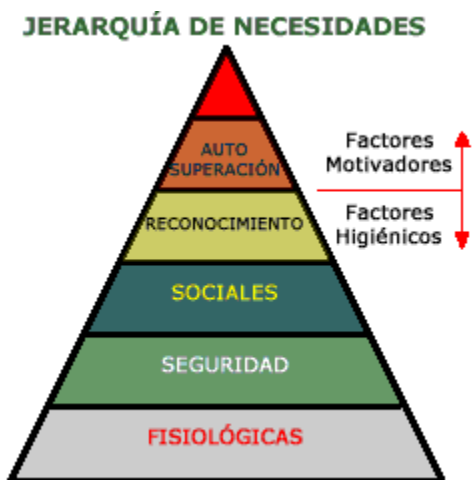 JERARQUÍA DE NECESIDADES
AUTO
SUPERACIÓN
Factores
Motivadores
RECONOCIMIENTO
Factores
Higiénicos
SOCIALES
SEGURIDAD
FISIOLÓGICAS